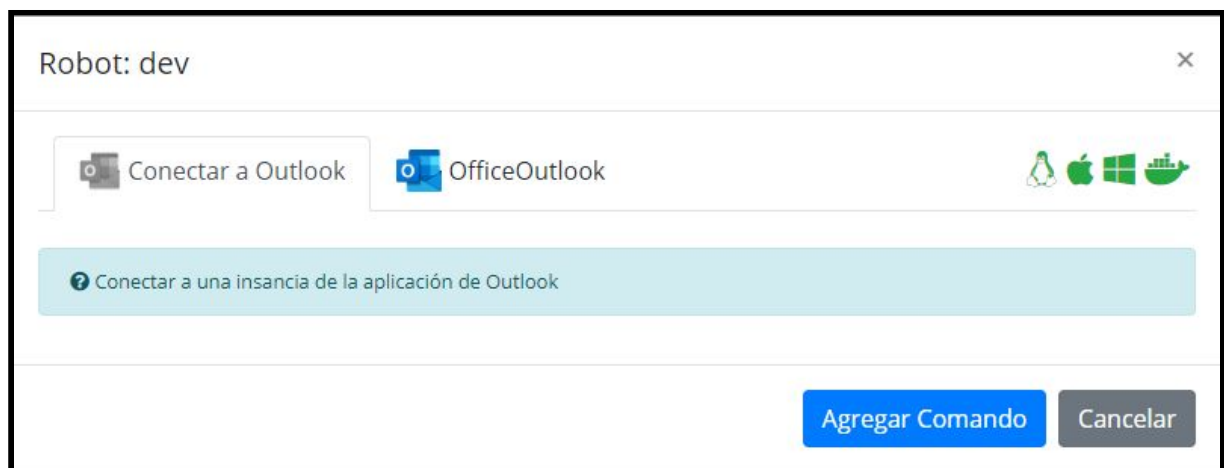 Robot: dev
×
Conectar a Outlook
OfficeOutlook
Conectar a una insancia de la aplicación de Outlook
Agregar Comando
Cancelar